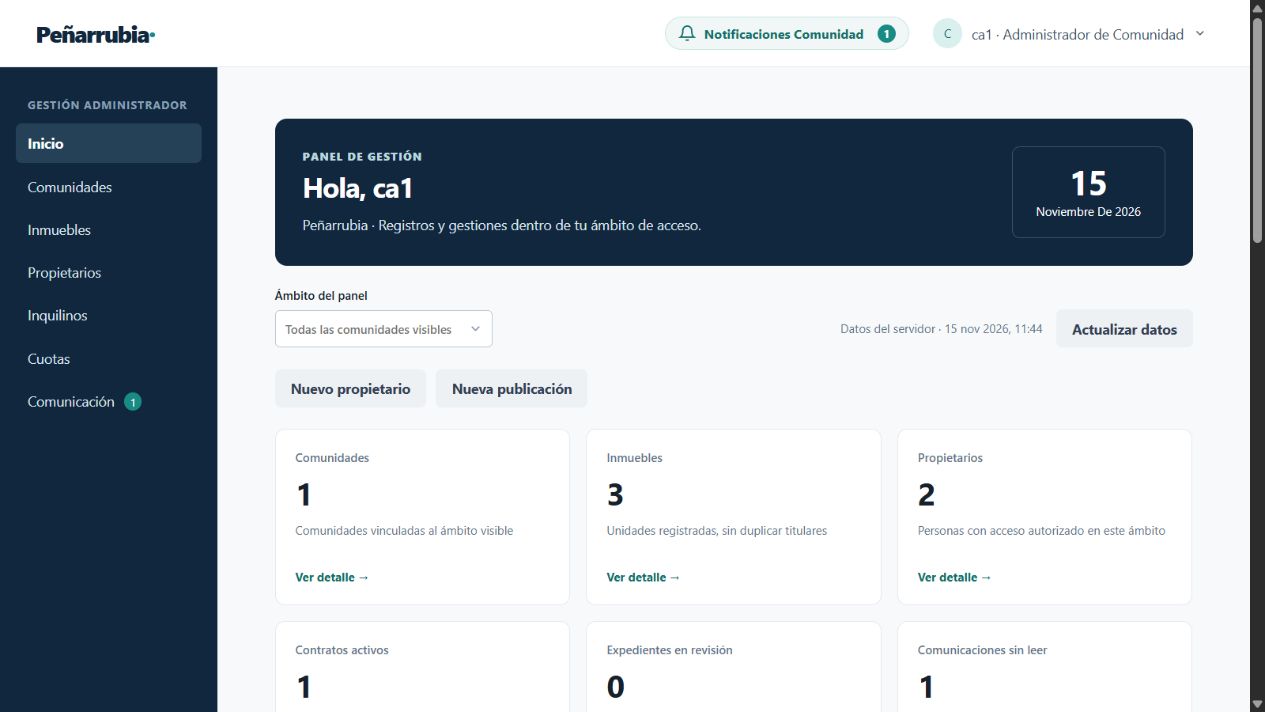 Peñarrubia
Notificaciones Comunidad 1
C ca1 · Administrador de Comunidad
GESTIÓN ADMINISTRADOR
Inicio
Comunidades
Inmuebles
Propietarios
Inquilinos
Cuotas
Comunicación 1
PANEL DE GESTIÓN
Hola, ca1
Peñarrubia · Registros y gestiones dentro de tu ámbito de acceso.
15
Noviembre De 2026
Ámbito del panel
Todas las comunidades visibles
Datos del servidor · 15 nov 2026, 11:44
Actualizar datos
Nuevo propietario
Nueva publicación
Comunidades
1
Comunidades vinculadas al ámbito visible
Ver detalle →
Inmuebles
3
Unidades registradas, sin duplicar titulares
Ver detalle →
Propietarios
2
Personas con acceso autorizado en este ámbito
Ver detalle →
Contratos activos
1
Expedientes en revisión
0
Comunicaciones sin leer
1